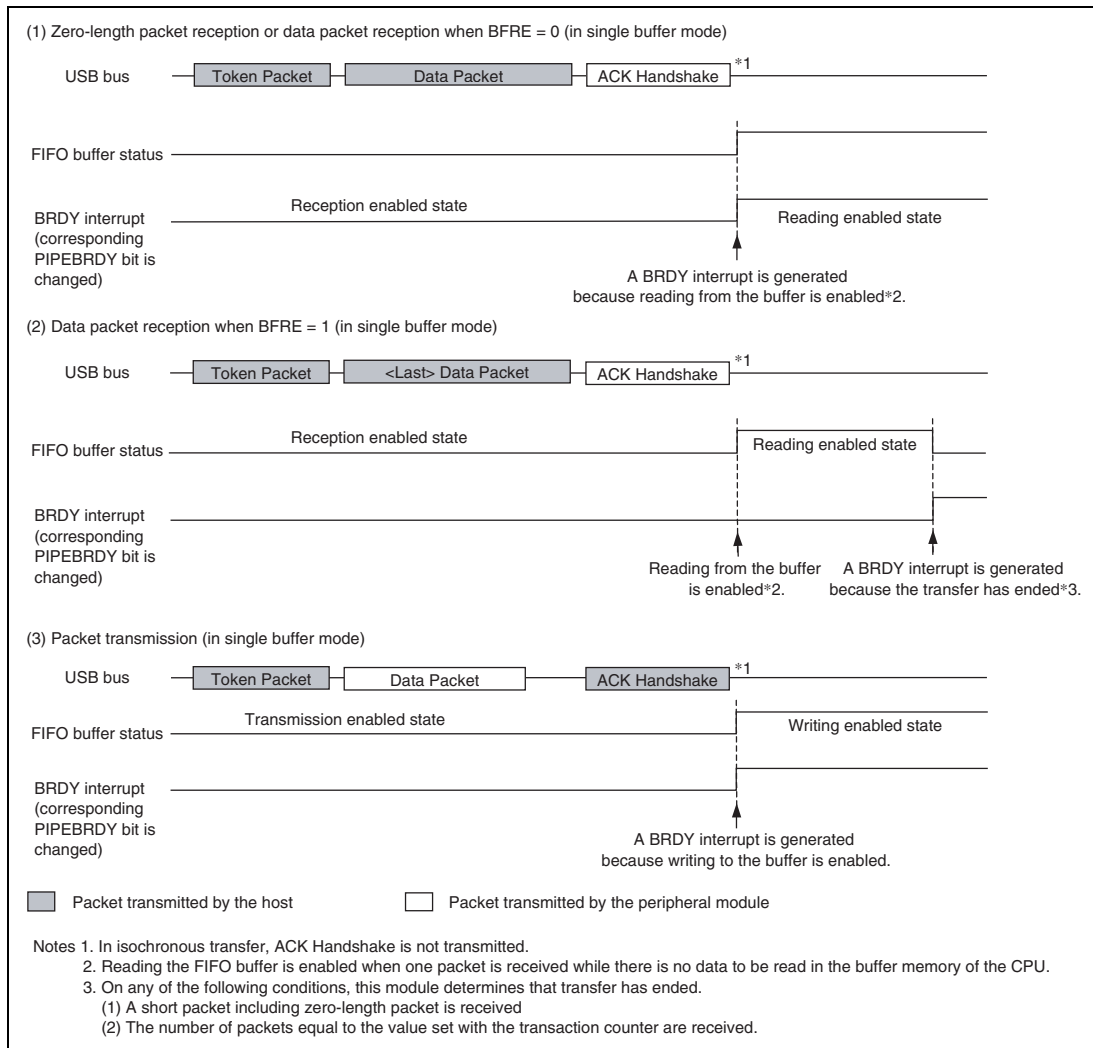 (1) Zero-length packet reception or data packet reception when BFRE = 0 (in single buffer mode)
USB bus
Token Packet
Data Packet
ACK Handshake
*1
FIFO buffer status
BRDY interrupt
(corresponding
PIPEBRDY bit is
changed)
Reception enabled state
Reading enabled state
A BRDY interrupt is generated
because reading from the buffer is enabled*2.
(2) Data packet reception when BFRE = 1 (in single buffer mode)
USB bus
Token Packet
<Last> Data Packet
ACK Handshake
*1
Reception enabled state
Reading enabled state
FIFO buffer status
BRDY interrupt
(corresponding
PIPEBRDY bit is
changed)
Reading from the buffer
is enabled*2.
A BRDY interrupt is generated
because the transfer has ended*3.
(3) Packet transmission (in single buffer mode)
USB bus
Token Packet
Data Packet
ACK Handshake
*1
Transmission enabled state
Writing enabled state
FIFO buffer status
BRDY interrupt
(corresponding
PIPEBRDY bit is
changed)
A BRDY interrupt is generated
because writing to the buffer is enabled.
Packet transmitted by the host
Packet transmitted by the peripheral module
Notes 1. In isochronous transfer, ACK Handshake is not transmitted.
2. Reading the FIFO buffer is enabled when one packet is received while there is no data to be read in the buffer memory of the CPU.
3. On any of the following conditions, this module determines that transfer has ended.
(1) A short packet including zero-length packet is received
(2) The number of packets equal to the value set with the transaction counter are received.